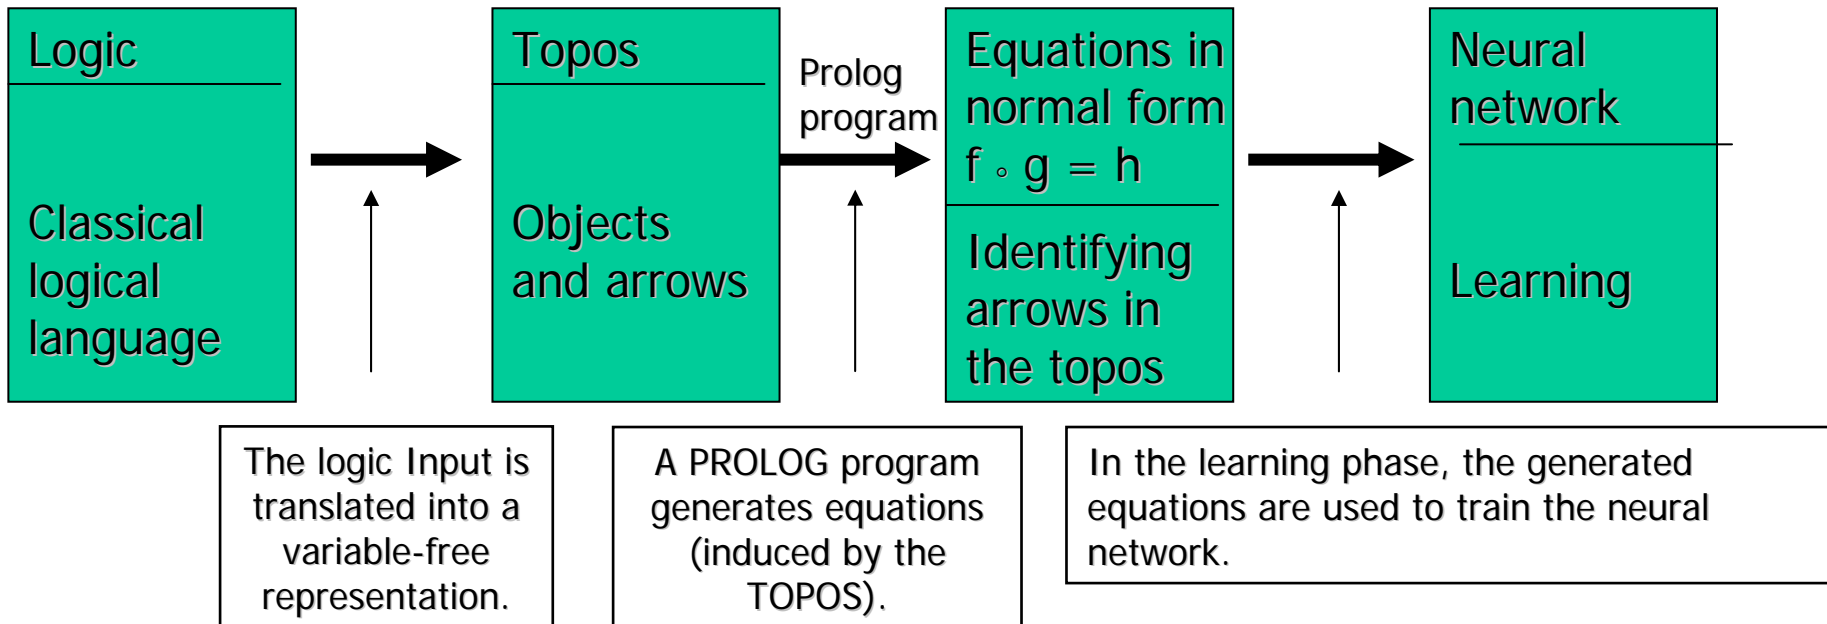 Logic
Classical
logical
language
Topos
Objects
and arrows
Prolog
program
Equations in
normal form
f ∘ g = h
Identifying
arrows in
the topos
Neural
network
Learning
The logic Input is
translated into a
variable-free
representation.
A PROLOG program
generates equations
(induced by the
TOPOS).
In the learning phase, the generated
equations are used to train the neural
network.